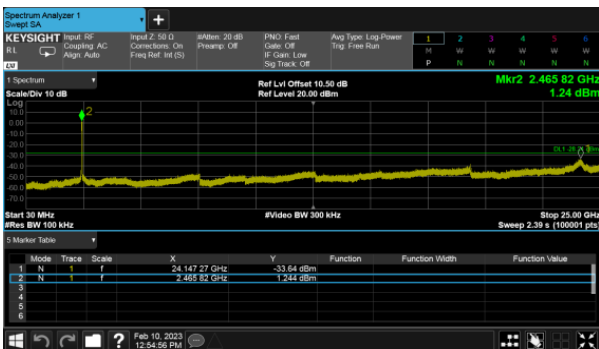 Spectrum Analyzer 1
Swept SA
+
KEYSIGHT Input: RF Input Z: 50 Ω #Atten: 20 dB PNO: Fast Avg Type: Log-Power 1 2 3 4 5 6
RL Coupling: AC Corrections: On Preamp: Off Gate: Off Trig: Free Run M W W W W W
Align: Auto Freq Ref: Int (S) IF Gain: Low P N N N N N
Sig Track: Off
1 Spectrum Ref Lvl Offset 10.50 dB Mkr2 2.465 82 GHz
Scale/Div 10 dB Ref Level 20.00 dBm 1.24 dBm
Log
10.0
2
0.00
-10.0
-20.0
-30.0
-40.0
-50.0
-60.0
-70.0
Start 30 MHz #Video BW 300 kHz Stop 25.00 GHz
#Res BW 100 kHz Sweep 2.39 s (100001 pts)
5 Marker Table
Mode Trace Scale X Y Function Function Width Function Value
1 N 1 f 24.147 27 GHz -33.64 dBm
2 N 1 f 2.465 82 GHz 1.244 dBm
3
4
5
6
? Feb 10, 2023
12:54:56 PM